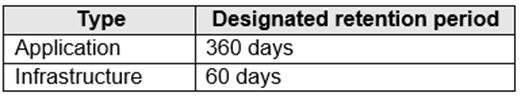 Type Designated retention period
Application 360 days
Infrastructure 60 days